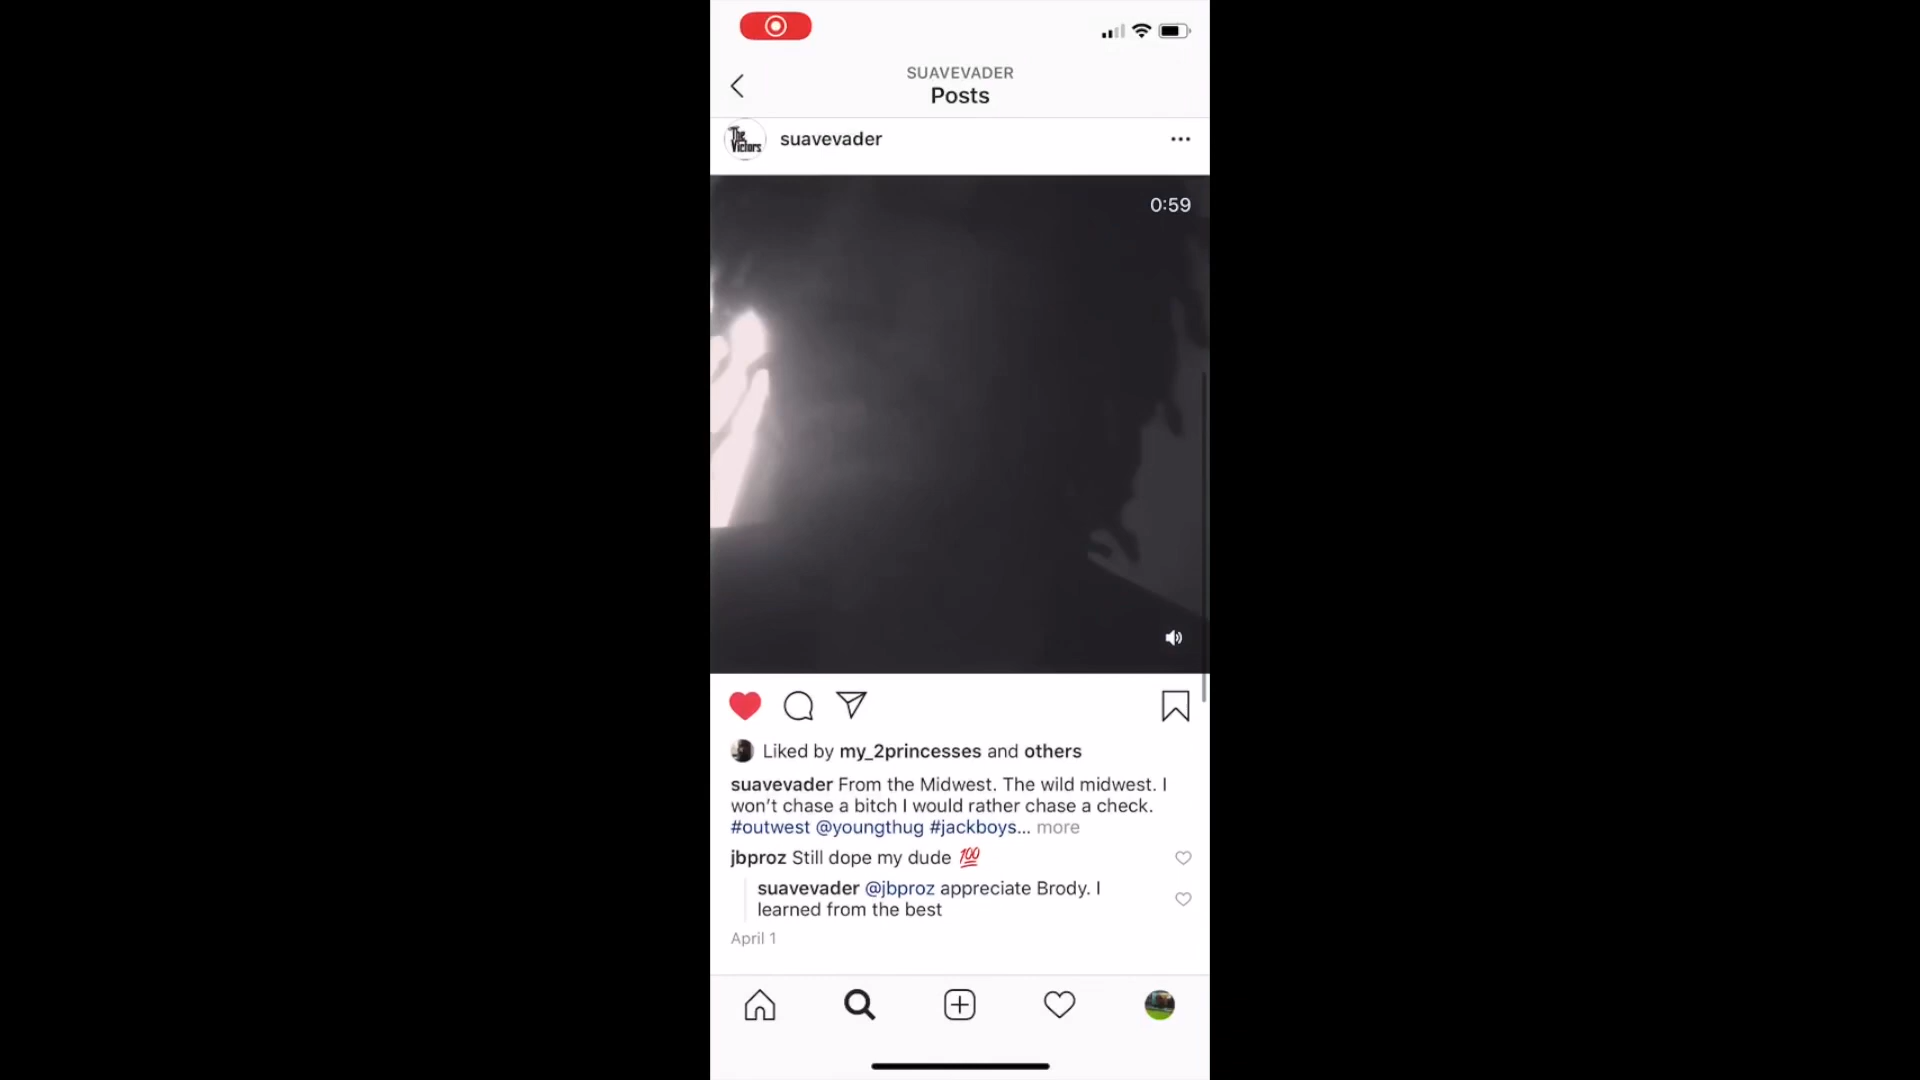 SUAVEVADER
Posts
The
Victors
suavevader
0:59
Liked by my_2princesses and others
suavevader From the Midwest. The wild midwest. I
won’t chase a bitch I would rather chase a check.
#outwest @youngthug #jackboys... more
jbproz Still dope my dude 💯
suavevader @jbproz appreciate Brody. I
learned from the best
April 1